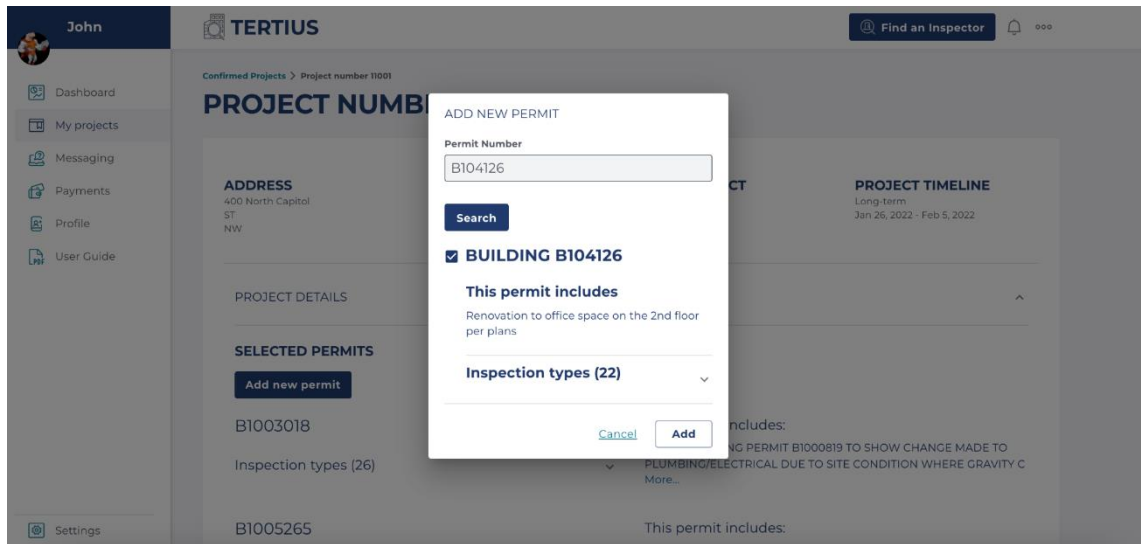 John
TERTIUS
Find an Inspector
Dashboard
My projects
Messaging
Payments
Profile
User Guide
PDF
Settings
Confirmed Projects > Project number 11001
PROJECT NUMB
ADDRESS
400 North Capitol
ST
NW
CT
PROJECT TIMELINE
Long-term
Jan 26, 2022 - Feb 5, 2022
PROJECT DETAILS
SELECTED PERMITS
Add new permit
B1003018
Inspection types (26)
ncludes:
NG PERMIT B1000819 TO SHOW CHANGE MADE TO
PLUMBING/ELECTRICAL DUE TO SITE CONDITION WHERE GRAVITY C
More...
B1005265
This permit includes:
ADD NEW PERMIT
Permit Number
B104126
Search
BUILDING B104126
This permit includes
Renovation to office space on the 2nd floor
per plans
Inspection types (22)
Cancel
Add